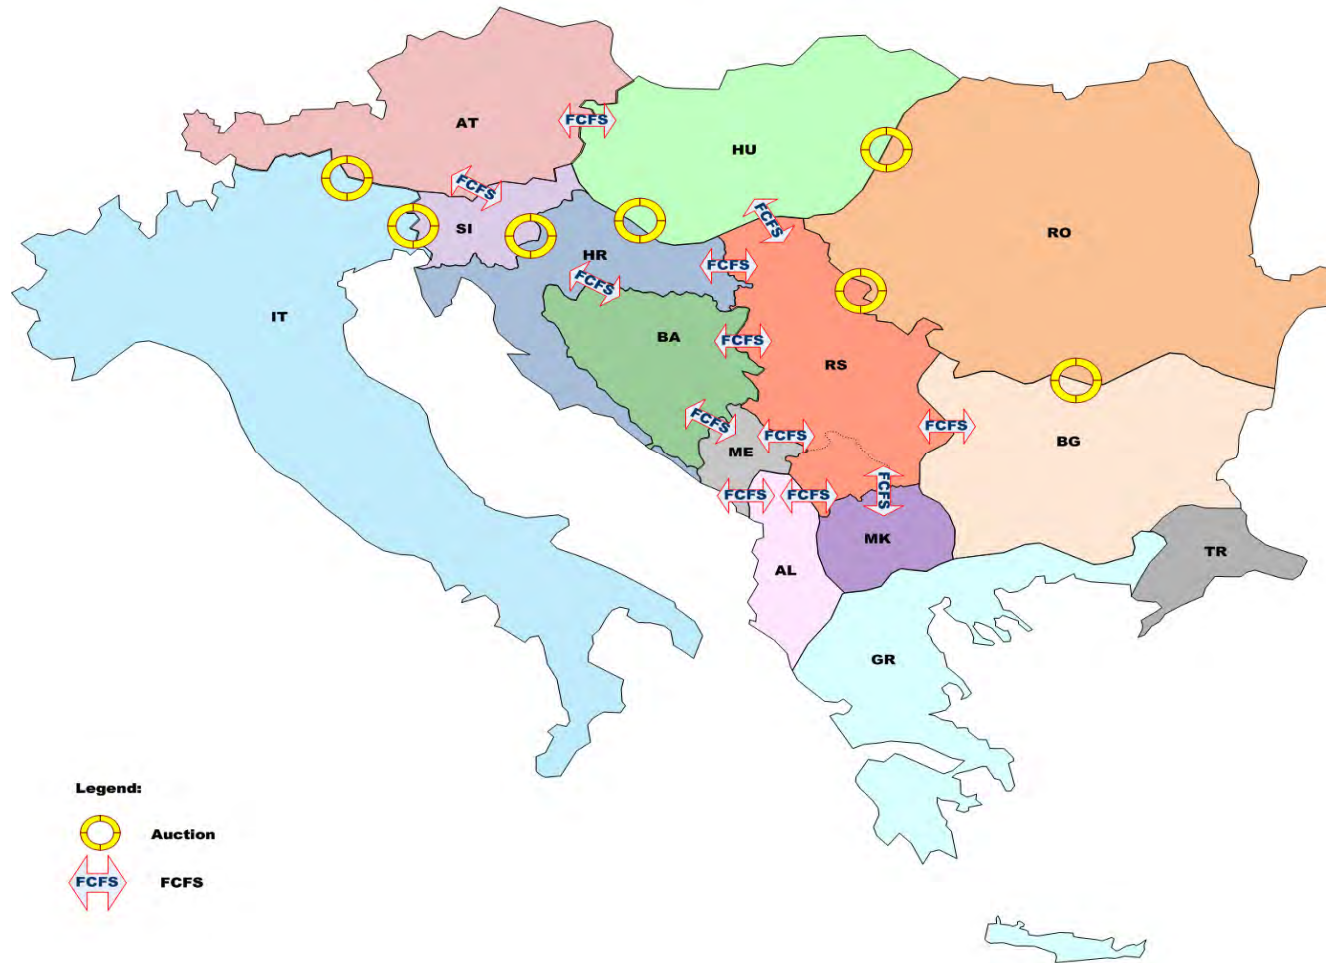 AT
FCFS
HU
FCFS
SI
FCFS
RO
HR
FCFS
FCFS
IT
BA
FCFS
RS
FCFS
FCFS
FCFS
BG
ME
FCFS
FCFS
FCFS
MK
TR
AL
GR
Legend:
Auction
FCFS
FCFS